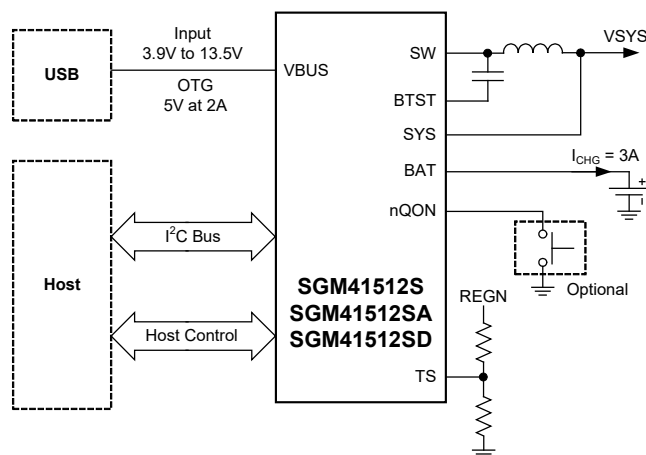 Input
3.9V to 13.5V
USB
OTG
5V at 2A
VBUS
SW
VSYS
BTST
SYS
BAT
I_CHG = 3A
+
-
nQON
Optional
Host
I²C Bus
Host Control
SGM41512S
SGM41512SA
SGM41512SD
REGN
TS